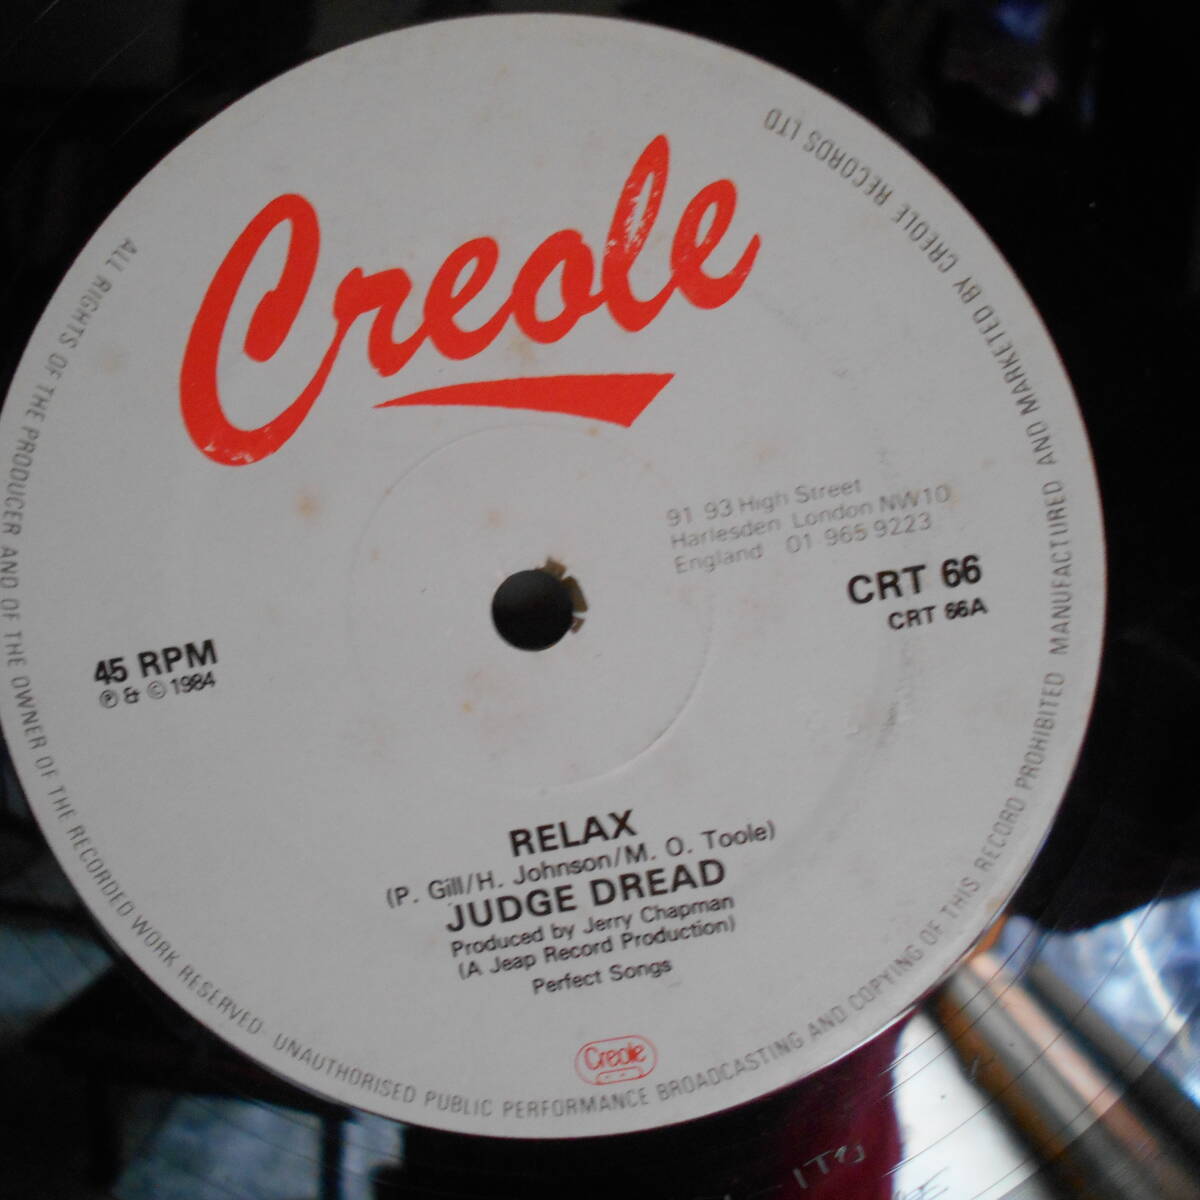 Creole
91 93 High Street
Harlesden London NW10
England 01 965 9223
CRT 66
CRT 66A
45 RPM
℗ & © 1984
RELAX
(P. Gill/H. Johnson/M. O. Toole)
JUDGE DREAD
Produced by Jerry Chapman
(A Jeap Record Production)
Perfect Songs
Creole
ALL RIGHTS OF THE PRODUCER AND OF THE OWNER OF THE RECORDED WORK RESERVED. UNAUTHORISED PUBLIC PERFORMANCE BROADCASTING AND COPYING OF THIS RECORD PROHIBITED MANUFACTURED AND MARKETED BY CREOLE RECORDS LTD